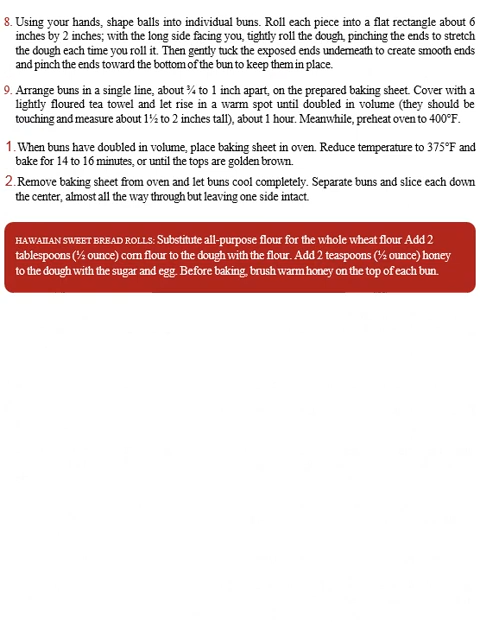 8. Using your hands, shape balls into individual buns. Roll each piece into a flat rectangle about 6
inches by 2 inches; with the long side facing you, tightly roll the dough, pinching the ends to stretch
the dough each time you roll it. Then gently tuck the exposed ends underneath to create smooth ends
and pinch the ends toward the bottom of the bun to keep them in place.
9. Arrange buns in a single line, about ¾ to 1 inch apart, on the prepared baking sheet. Cover with a
lightly floured tea towel and let rise in a warm spot until doubled in volume (they should be
touching and measure about 1½ to 2 inches tall), about 1 hour. Meanwhile, preheat oven to 400°F.
1. When buns have doubled in volume, place baking sheet in oven. Reduce temperature to 375°F and
bake for 14 to 16 minutes, or until the tops are golden brown.
2. Remove baking sheet from oven and let buns cool completely. Separate buns and slice each down
the center, almost all the way through but leaving one side intact.
HAWAIIAN SWEET BREAD ROLLS: Substitute all-purpose flour for the whole wheat flour Add 2
tablespoons (½ ounce) corn flour to the dough with the flour. Add 2 teaspoons (½ ounce) honey
to the dough with the sugar and egg. Before baking, brush warm honey on the top of each bun.